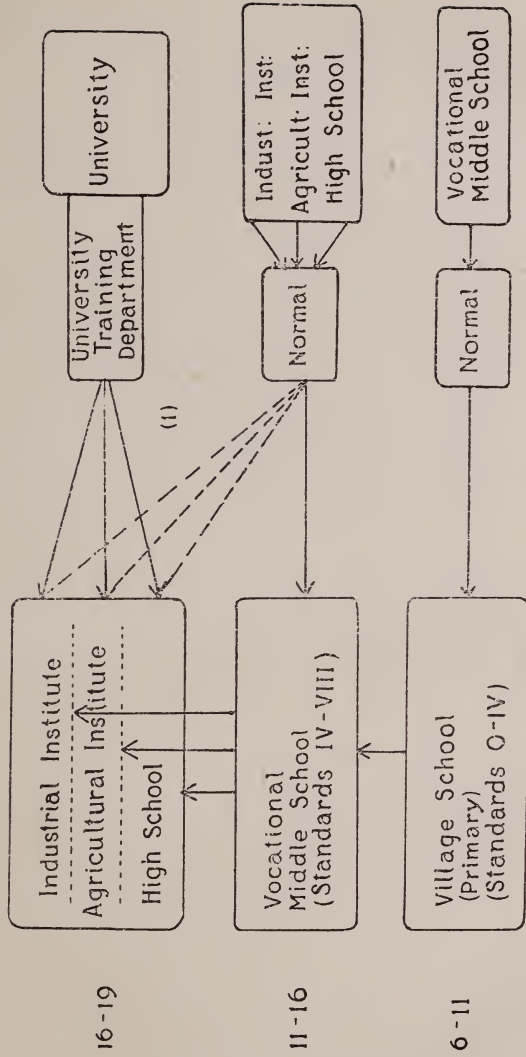 16-19
Industrial Institute
Agricultural Institute
High School
University
Training
Department
University
(1)
11-16
Vocational
Middle School
(Standards IV-VIII)
Normal
Indust: Inst:
Agricult· Inst:
High School
6-11
Village School
(Primary)
(Standards O-IV)
Normal
Vocational
Middle School